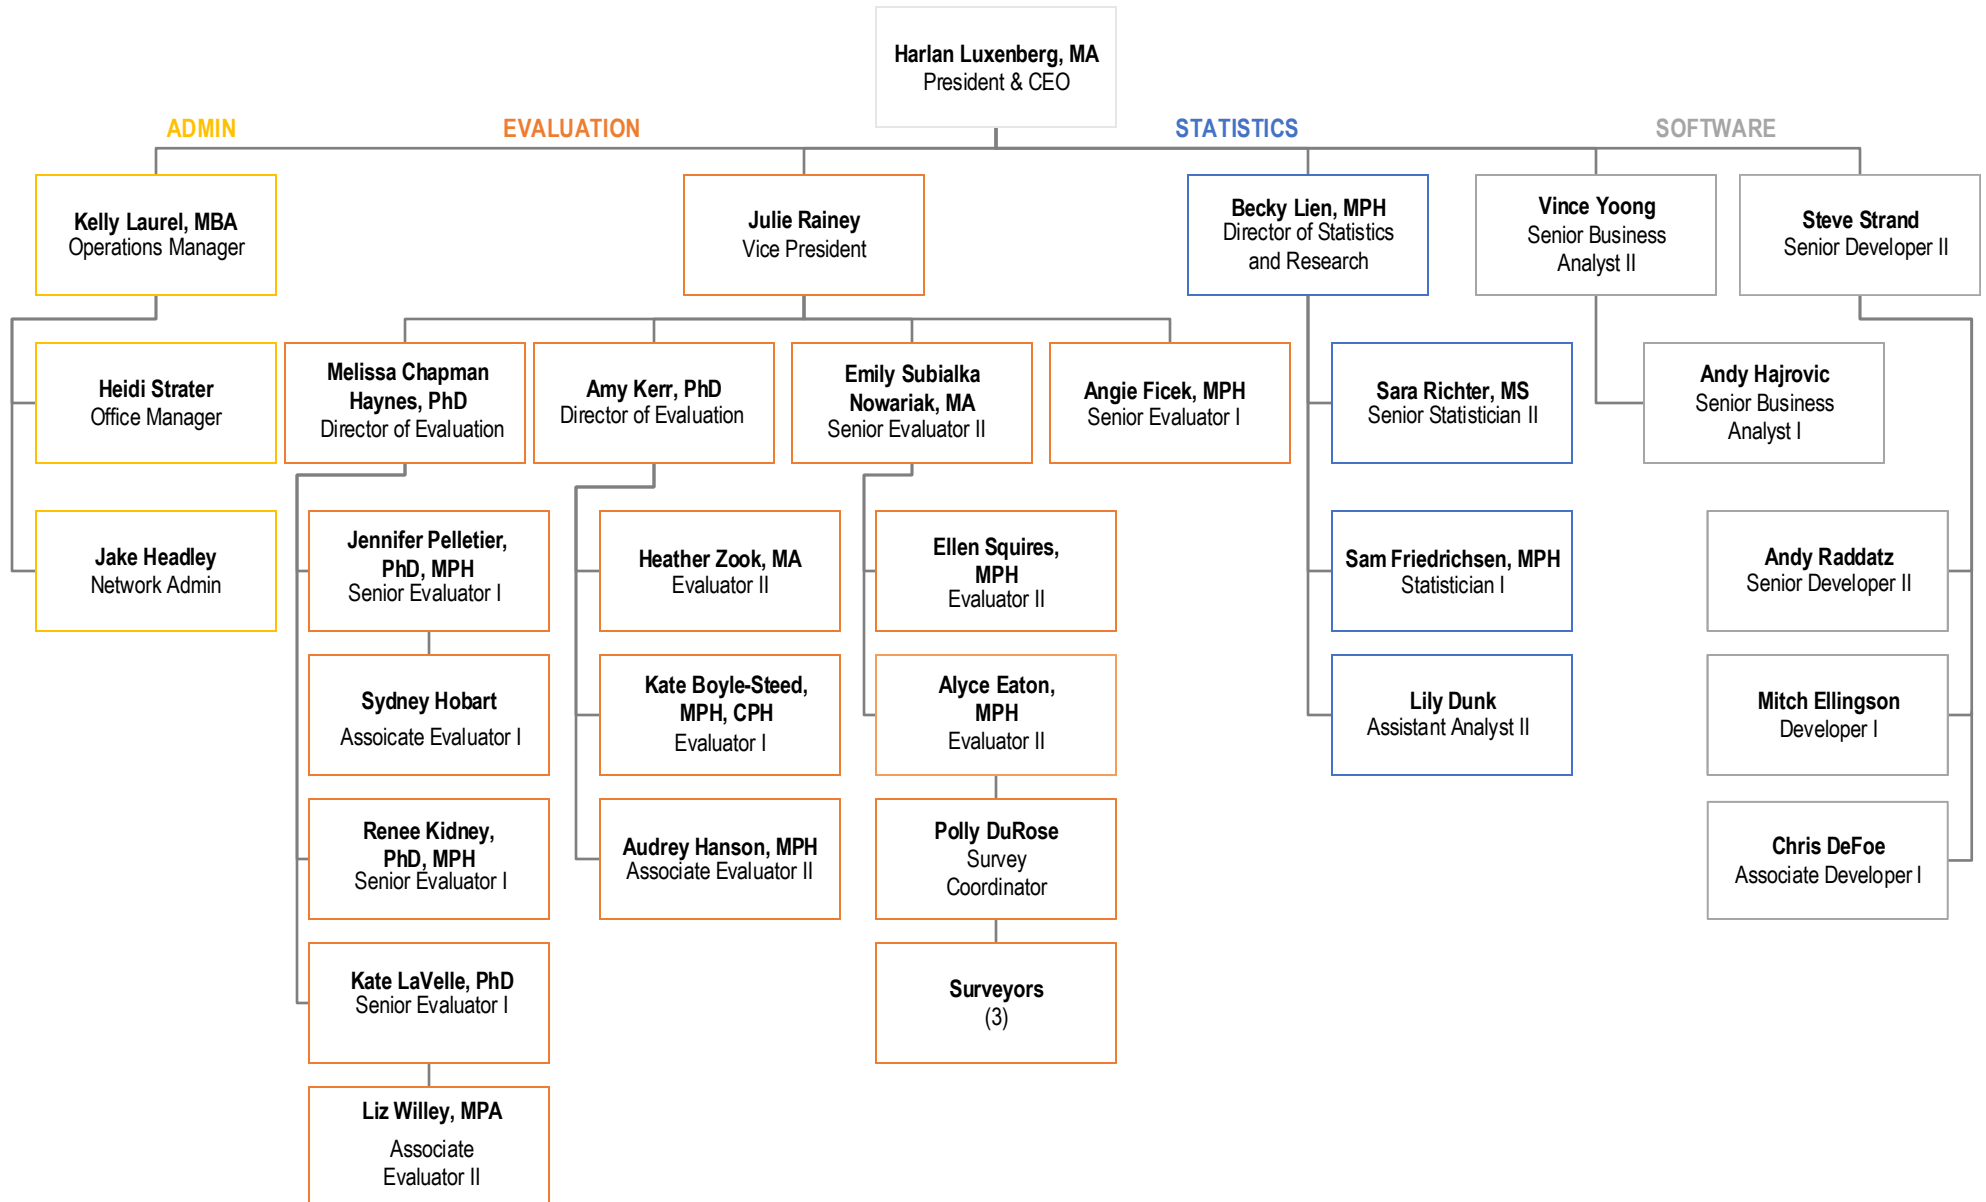 Harlan Luxenberg, MA
President & CEO
ADMIN
EVALUATION
STATISTICS
SOFTWARE
Kelly Laurel, MBA
Operations Manager
Julie Rainey
Vice President
Becky Lien, MPH
Director of Statistics
and Research
Vince Yoong
Senior Business
Analyst II
Steve Strand
Senior Developer II
Heidi Strater
Office Manager
Melissa Chapman
Haynes, PhD
Director of Evaluation
Amy Kerr, PhD
Director of Evaluation
Emily Subialka
Nowariak, MA
Senior Evaluator II
Angie Ficek, MPH
Senior Evaluator I
Sara Richter, MS
Senior Statistician II
Andy Hajrovic
Senior Business
Analyst I
Jake Headley
Network Admin
Jennifer Pelletier,
PhD, MPH
Senior Evaluator I
Heather Zook, MA
Evaluator II
Ellen Squires,
MPH
Evaluator II
Sam Friedrichsen, MPH
Statistician I
Andy Raddatz
Senior Developer II
Sydney Hobart
Assoicate Evaluator I
Kate Boyle-Steed,
MPH, CPH
Evaluator I
Alyce Eaton,
MPH
Evaluator II
Lily Dunk
Assistant Analyst II
Mitch Ellingson
Developer I
Renee Kidney,
PhD, MPH
Senior Evaluator I
Audrey Hanson, MPH
Associate Evaluator II
Polly DuRose
Survey
Coordinator
Chris DeFoe
Associate Developer I
Kate LaVelle, PhD
Senior Evaluator I
Surveyors
(3)
Liz Willey, MPA
Associate
Evaluator II